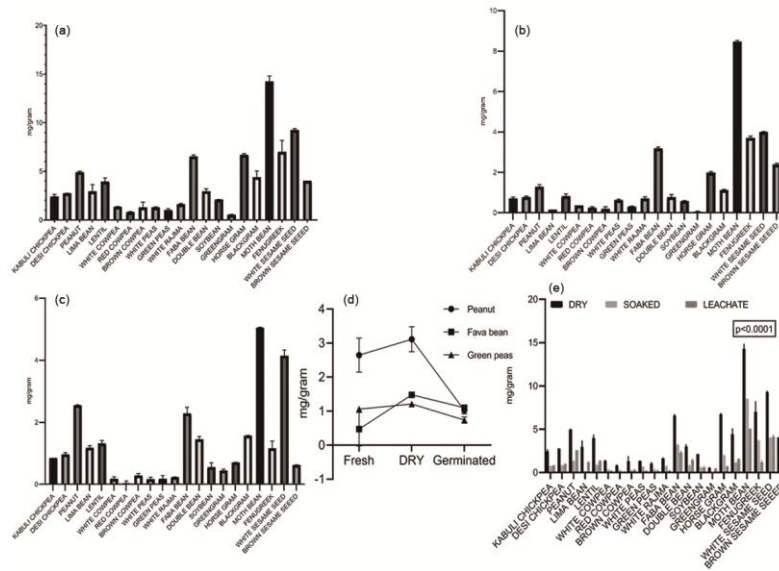 (a)
mg/gram
20
15
10
5
0
KABULI CHICKPEA
DESI CHICKPEA
PEANUT
LIMA BEAN
LENTIL
WHITE COWPEA
RED COWPEA
BROWN COWPEA
WHITE PEAS
GREEN PEAS
WHITE RAJMA
FABA BEAN
DOUBLE BEAN
SOYBEAN
GREENGRAM
HORSE GRAM
BLACKGRAM
MOTH BEAN
FENUGREEK
WHITE SESAME SEED
BROWN SESAME SEEED
(b)
mg/gram
10
8
6
4
2
0
KABULI CHICKPEA
DESI CHICKPEA
PEANUT
LIMA BEAN
LENTIL
WHITE COWPEA
RED COWPEA
BROWN COWPEA
WHITE PEAS
GREEN PEAS
WHITE RAJMA
FABA BEAN
DOUBLE BEAN
SOYBEAN
GREENGRAM
HORSE GRAM
BLACKGRAM
MOTH BEAN
FENUGREEK
WHITE SESAME SEED
BROWN SESAME SEEED
(c)
mg/gram
6
4
2
0
KABULI CHICKPEA
DESI CHICKPEA
PEANUT
LIMA BEAN
LENTIL
WHITE COWPEA
RED COWPEA
BROWN COWPEA
WHITE PEAS
GREEN PEAS
WHITE RAJMA
FABA BEAN
DOUBLE BEAN
SOYBEAN
GREENGRAM
HORSE GRAM
BLACKGRAM
MOTH BEAN
FENUGREEK
WHITE SESAME SEED
BROWN SESAME SEEED
(d)
Peanut
Fava bean
Green peas
mg/gram
4
3
2
1
0
-1
Fresh DRY Germinated
(e)
DRY SOAKED LEACHATE
p<0.0001
mg/gram
20
15
10
5
0
KABULI CHICKPEA
DESI CHICKPEA
PEANUT
LIMA BEAN
LENTIL
WHITE COWPEA
RED COWPEA
BROWN COWPEA
WHITE PEAS
GREEN PEAS
WHITE RAJMA
FABA BEAN
DOUBLE BEAN
SOYBEAN
GREENGRAM
HORSEGRAM
BLACKGRAM
MOTH BEAN
FENUGREEK
WHITE SESAME SEED
BROWN SESAME SEEED